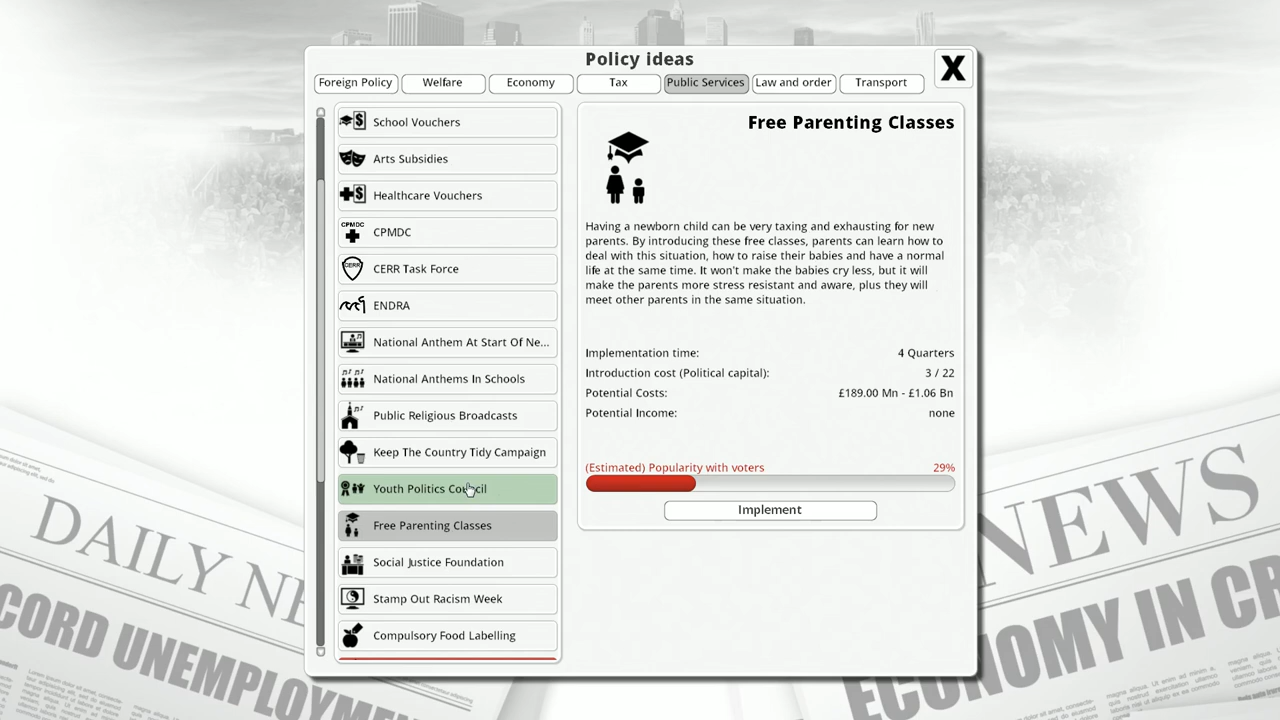 Policy ideas
X
Foreign Policy
Welfare
Economy
Tax
Public Services
Law and order
Transport
School Vouchers
Arts Subsidies
Healthcare Vouchers
CPMDC
CPMDC
CERR
CERR Task Force
ENDRA
National Anthem At Start Of Ne...
National Anthems In Schools
Public Religious Broadcasts
Keep The Country Tidy Campaign
Youth Politics Council
Free Parenting Classes
Social Justice Foundation
Stamp Out Racism Week
Compulsory Food Labelling
Free Parenting Classes
Having a newborn child can be very taxing and exhausting for new
parents. By introducing these free classes, parents can learn how to
deal with this situation, how to raise their babies and have a normal
life at the same time. It won't make the babies cry less, but it will
make the parents more stress resistant and aware, plus they will
meet other parents in the same situation.
Implementation time: 4 Quarters
Introduction cost (Political capital): 3 / 22
Potential Costs: £189.00 Mn - £1.06 Bn
Potential Income: none
(Estimated) Popularity with voters 29%
Implement
DAILY NE
CORD UNEMPLOYM
NEWS
ECONOMY IN CR